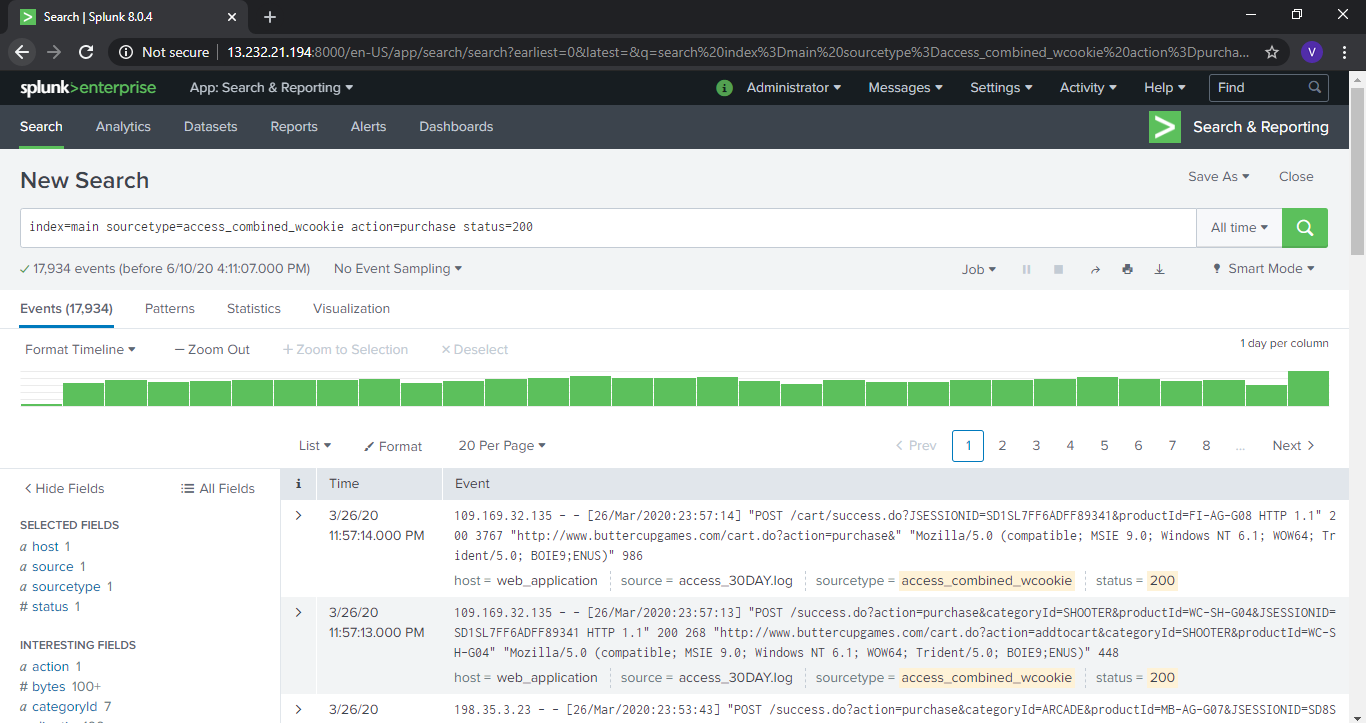 Search | Splunk 8.0.4
Not secure 13.232.21.194:8000/en-US/app/search/search?earliest=0&latest=&q=search%20index%3Dmain%20sourcetype%3Daccess_combined_wcookie%20action%3Dpurcha...
V
splunk>enterprise App: Search & Reporting i Administrator Messages Settings Activity Help Find
Search Analytics Datasets Reports Alerts Dashboards > Search & Reporting
New Search Save As Close
index=main sourcetype=access_combined_wcookie action=purchase status=200 All time
17,934 events (before 6/10/20 4:11:07.000 PM) No Event Sampling Job Smart Mode
Events (17,934) Patterns Statistics Visualization
Format Timeline — Zoom Out + Zoom to Selection × Deselect 1 day per column
List Format 20 Per Page < Prev 1 2 3 4 5 6 7 8 ... Next >
< Hide Fields All Fields i Time Event
SELECTED FIELDS
a host 1
a source 1
a sourcetype 1
# status 1
INTERESTING FIELDS
a action 1
# bytes 100+
a categoryId 7
> 3/26/20
11:57:14.000 PM
109.169.32.135 - - [26/Mar/2020:23:57:14] "POST /cart/success.do?JSESSIONID=SD1SL7FF6ADFF89341&productId=FI-AG-G08 HTTP 1.1" 2
00 3767 "http://www.buttercupgames.com/cart.do?action=purchase&" "Mozilla/5.0 (compatible; MSIE 9.0; Windows NT 6.1; WOW64; Tr
ident/5.0; BOIE9;ENUS)" 986
host = web_application source = access_30DAY.log sourcetype = access_combined_wcookie status = 200
> 3/26/20
11:57:13.000 PM
109.169.32.135 - - [26/Mar/2020:23:57:13] "POST /success.do?action=purchase&categoryId=SHOOTER&productId=WC-SH-G04&JSESSIONID=
SD1SL7FF6ADFF89341 HTTP 1.1" 200 268 "http://www.buttercupgames.com/cart.do?action=addtocart&categoryId=SHOOTER&productId=WC-S
H-G04" "Mozilla/5.0 (compatible; MSIE 9.0; Windows NT 6.1; WOW64; Trident/5.0; BOIE9;ENUS)" 448
host = web_application source = access_30DAY.log sourcetype = access_combined_wcookie status = 200
> 3/26/20
198.35.3.23 - - [26/Mar/2020:23:53:43] "POST /success.do?action=purchase&categoryId=ARCADE&productId=MB-AG-G07&JSESSIONID=SD8S